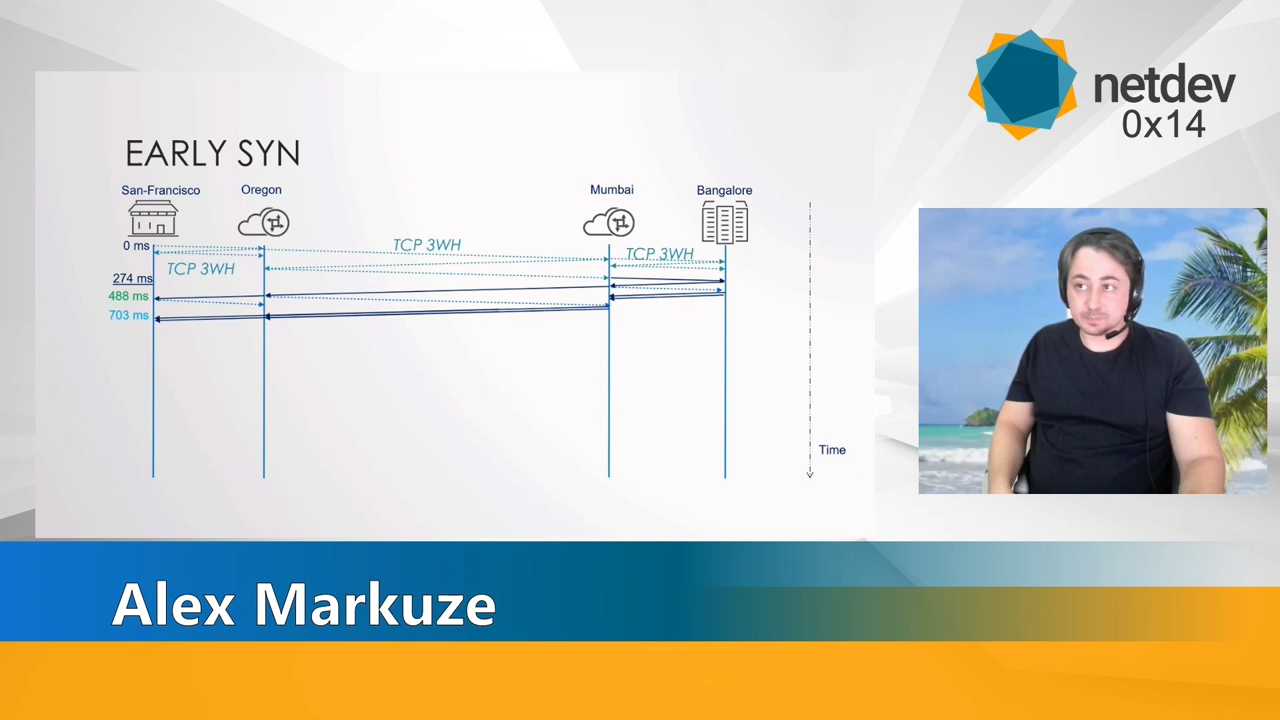 netdev
0x14
EARLY SYN
San-Francisco
Oregon
Mumbai
Bangalore
0 ms
TCP 3WH
TCP 3WH
TCP 3WH
274 ms
488 ms
703 ms
Time
Alex Markuze